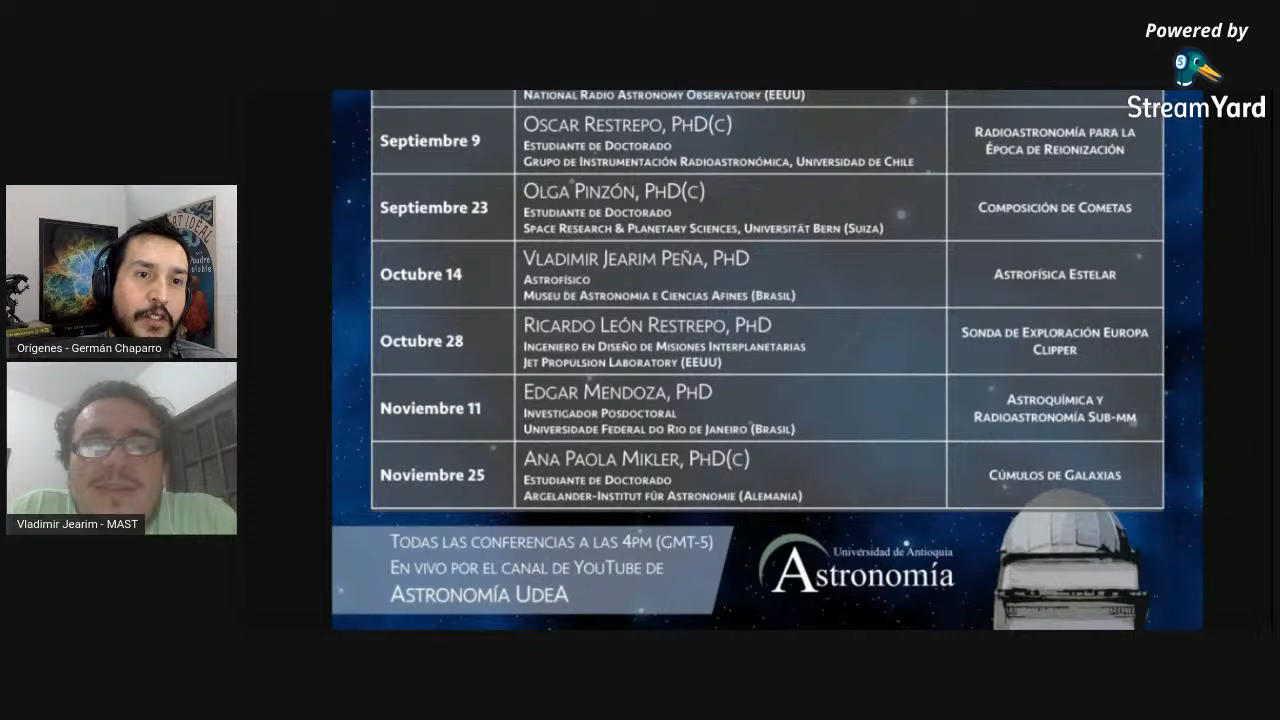 Powered by
StreamYard
NATIONAL RADIO ASTRONOMY OBSERVATORY (EEUU)
Septiembre 9
OSCAR RESTREPO, PHD(C)
ESTUDIANTE DE DOCTORADO
GRUPO DE INSTRUMENTACIÓN RADIOASTRONÓMICA, UNIVERSIDAD DE CHILE
RADIOASTRONOMÍA PARA LA
ÉPOCA DE REIONIZACIÓN
Septiembre 23
OLGA PINZÓN, PHD(C)
ESTUDIANTE DE DOCTORADO
SPACE RESEARCH & PLANETARY SCIENCES, UNIVERSITÄT BERN (SUIZA)
COMPOSICIÓN DE COMETAS
Octubre 14
VLADIMIR JEARIM PEÑA, PHD
ASTROFÍSICO
MUSEU DE ASTRONOMIA E CIENCIAS AFINES (BRASIL)
ASTROFÍSICA ESTELAR
Octubre 28
RICARDO LEÓN RESTREPO, PHD
INGENIERO EN DISEÑO DE MISIONES INTERPLANETARIAS
JET PROPULSION LABORATORY (EEUU)
SONDA DE EXPLORACIÓN EUROPA
CLIPPER
Noviembre 11
EDGAR MENDOZA, PHD
INVESTIGADOR POSDOCTORAL
UNIVERSIDADE FEDERAL DO RIO DE JANEIRO (BRASIL)
ASTROQUÍMICA Y
RADIOASTRONOMÍA SUB-MM
Noviembre 25
ANA PAOLA MIKLER, PHD(C)
ESTUDIANTE DE DOCTORADO
ARGELANDER-INSTITUT FÜR ASTRONOMIE (ALEMANIA)
CÚMULOS DE GALAXIAS
TODAS LAS CONFERENCIAS A LAS 4PM (GMT-5)
EN VIVO POR EL CANAL DE YOUTUBE DE
ASTRONOMÍA UDEA
Universidad de Antioquia
Astronomía
Orígenes - Germán Chaparro
Vladimir Jearim - MAST